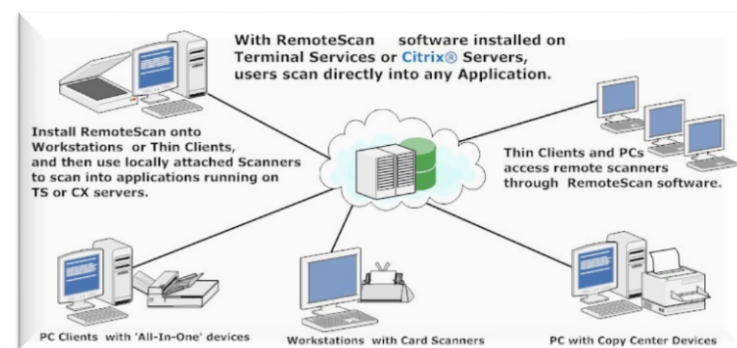 With RemoteScan software installed on
Terminal Services or Citrix® Servers,
users scan directly into any Application.
Install RemoteScan onto
Workstations or Thin Clients,
and then use locally attached Scanners
to scan into applications running on
TS or CX servers.
Thin Clients and PCs
access remote scanners
through RemoteScan software.
PC Clients with 'All-In-One' devices
Workstations with Card Scanners
PC with Copy Center Devices